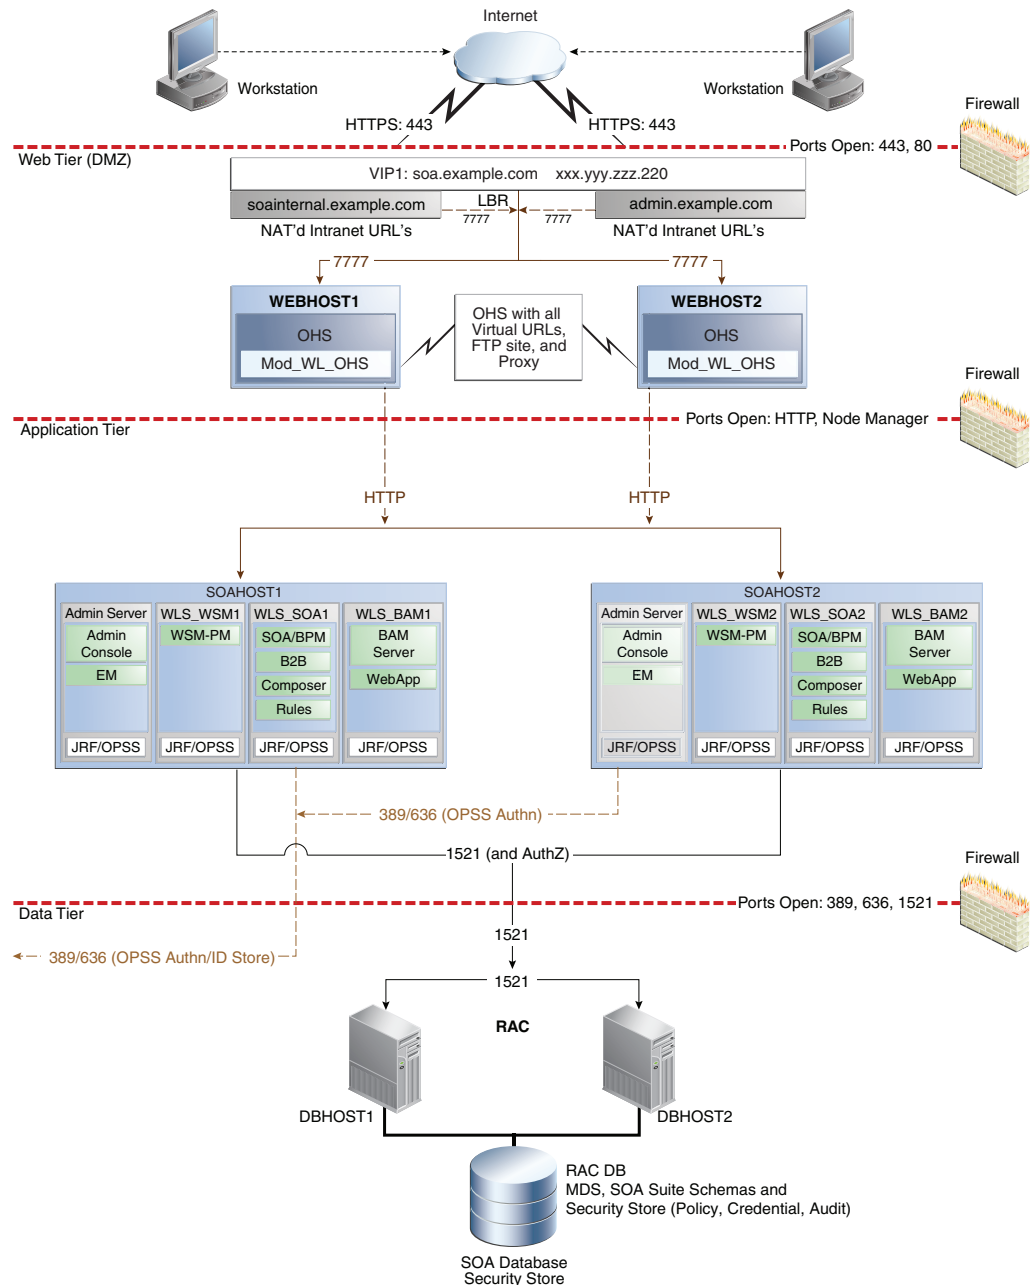 Internet
Workstation
Workstation
HTTPS: 443
HTTPS: 443
Firewall
Ports Open: 443, 80
Web Tier (DMZ)
VIP1: soa.example.com xxx.yyy.zzz.220
soainternal.example.com
LBR
7777
7777
admin.example.com
NAT'd Intranet URL's
NAT'd Intranet URL's
7777
7777
WEBHOST1
OHS
Mod_WL_OHS
OHS with all
Virtual URLs,
FTP site, and
Proxy
WEBHOST2
OHS
Mod_WL_OHS
Firewall
Ports Open: HTTP, Node Manager
Application Tier
HTTP
HTTP
SOAHOST1
Admin Server
Admin
Console
EM
JRF/OPSS
WLS_WSM1
WSM-PM
JRF/OPSS
WLS_SOA1
SOA/BPM
B2B
Composer
Rules
JRF/OPSS
WLS_BAM1
BAM
Server
WebApp
JRF/OPSS
SOAHOST2
Admin Server
Admin
Console
EM
JRF/OPSS
WLS_WSM2
WSM-PM
JRF/OPSS
WLS_SOA2
SOA/BPM
B2B
Composer
Rules
JRF/OPSS
WLS_BAM2
BAM
Server
WebApp
JRF/OPSS
389/636 (OPSS Authn)
1521 (and AuthZ)
Firewall
Ports Open: 389, 636, 1521
Data Tier
1521
389/636 (OPSS Authn/ID Store)
1521
RAC
DBHOST1
DBHOST2
RAC DB
MDS, SOA Suite Schemas and
Security Store (Policy, Credential, Audit)
SOA Database
Security Store